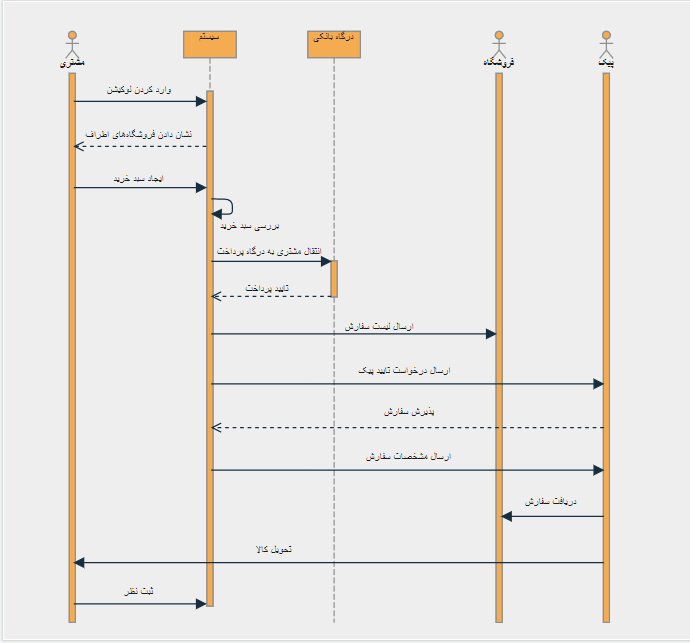 مشتری
سیستم
درگاه بانکی
فروشگاه
پیک
وارد کردن لوکیشن
نشان دادن فروشگاه‌های اطراف
ایجاد سبد خرید
بررسی سبد خرید
انتقال مشتری به درگاه پرداخت
تایید پرداخت
ارسال لیست سفارش
ارسال درخواست تایید پیک
پذیرش سفارش
ارسال مشخصات سفارش
دریافت سفارش
تحویل کالا
ثبت نظر